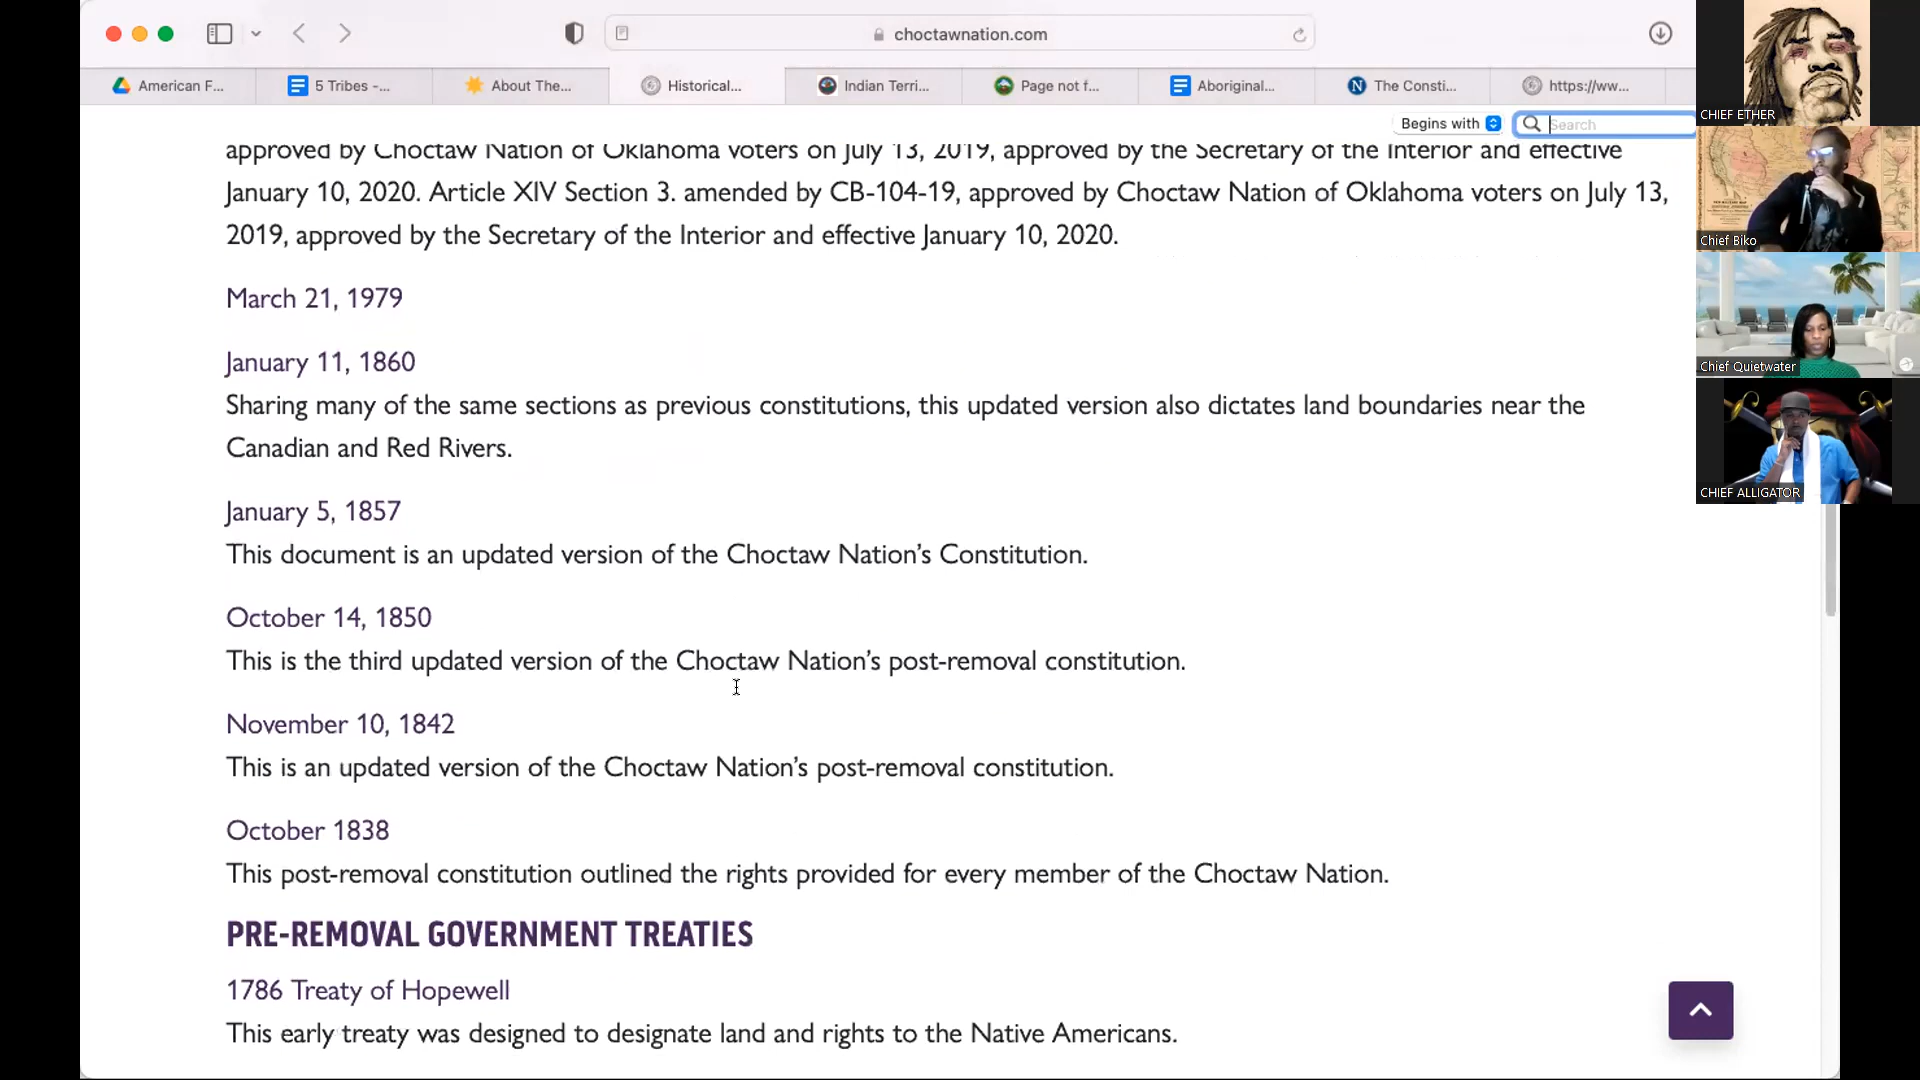 choctawnation.com
American F...
5 Tribes -...
About The...
Historical...
Indian Terri...
Page not f...
Aboriginal...
The Consti...
https://ww...
Begins with
Search
approved by Choctaw Nation of Oklahoma voters on July 13, 2019, approved by the Secretary of the Interior and effective
January 10, 2020. Article XIV Section 3. amended by CB-104-19, approved by Choctaw Nation of Oklahoma voters on July 13,
2019, approved by the Secretary of the Interior and effective January 10, 2020.
March 21, 1979
January 11, 1860
Sharing many of the same sections as previous constitutions, this updated version also dictates land boundaries near the
Canadian and Red Rivers.
January 5, 1857
This document is an updated version of the Choctaw Nation’s Constitution.
October 14, 1850
This is the third updated version of the Choctaw Nation’s post-removal constitution.
November 10, 1842
This is an updated version of the Choctaw Nation’s post-removal constitution.
October 1838
This post-removal constitution outlined the rights provided for every member of the Choctaw Nation.
PRE-REMOVAL GOVERNMENT TREATIES
1786 Treaty of Hopewell
This early treaty was designed to designate land and rights to the Native Americans.
CHIEF ETHER
Chief Biko
Chief Quietwater
CHIEF ALLIGATOR